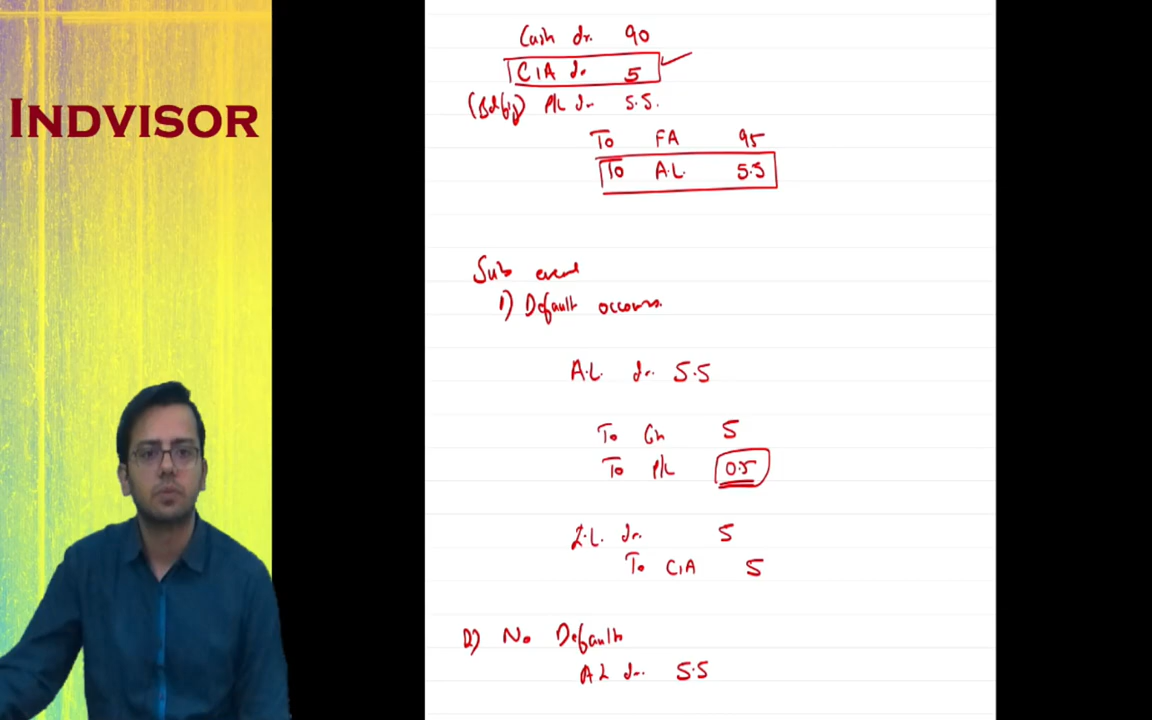 INDVISOR
Cash dr. 90
CIA dr 5
(Bal fig) P/L dr 5.5.
To FA 95
To A.L. 5.5
Sub event
1) Default occurs.
A.L. dr. 5.5
To Csh 5
To P/L 0.5
I.L. dr. 5
To CIA 5
2) No Default
AL dr. 5.5